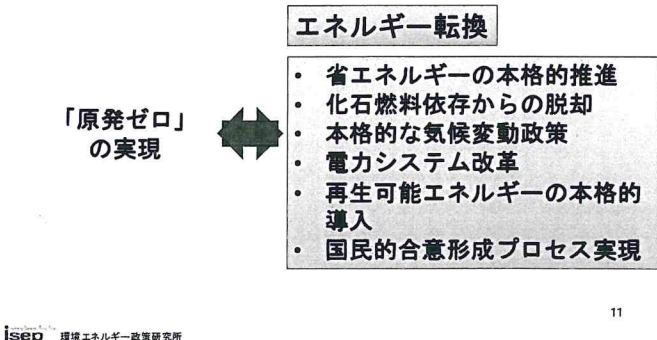 エネルギー転換
「原発ゼロ」
の実現
・ 省エネルギーの本格的推進
・ 化石燃料依存からの脱却
・ 本格的な気候変動政策
・ 電力システム改革
・ 再生可能エネルギーの本格的
導入
・ 国民的合意形成プロセス実現
11
isep 環境エネルギー政策研究所